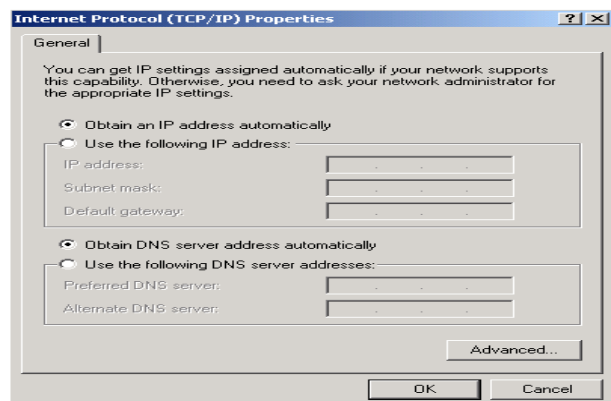 Internet Protocol (TCP/IP) Properties
General
You can get IP settings assigned automatically if your network supports
this capability. Otherwise, you need to ask your network administrator for
the appropriate IP settings.
Obtain an IP address automatically
Use the following IP address:
IP address:
Subnet mask:
Default gateway:
Obtain DNS server address automatically
Use the following DNS server addresses:
Preferred DNS server:
Alternate DNS server:
Advanced...
OK Cancel